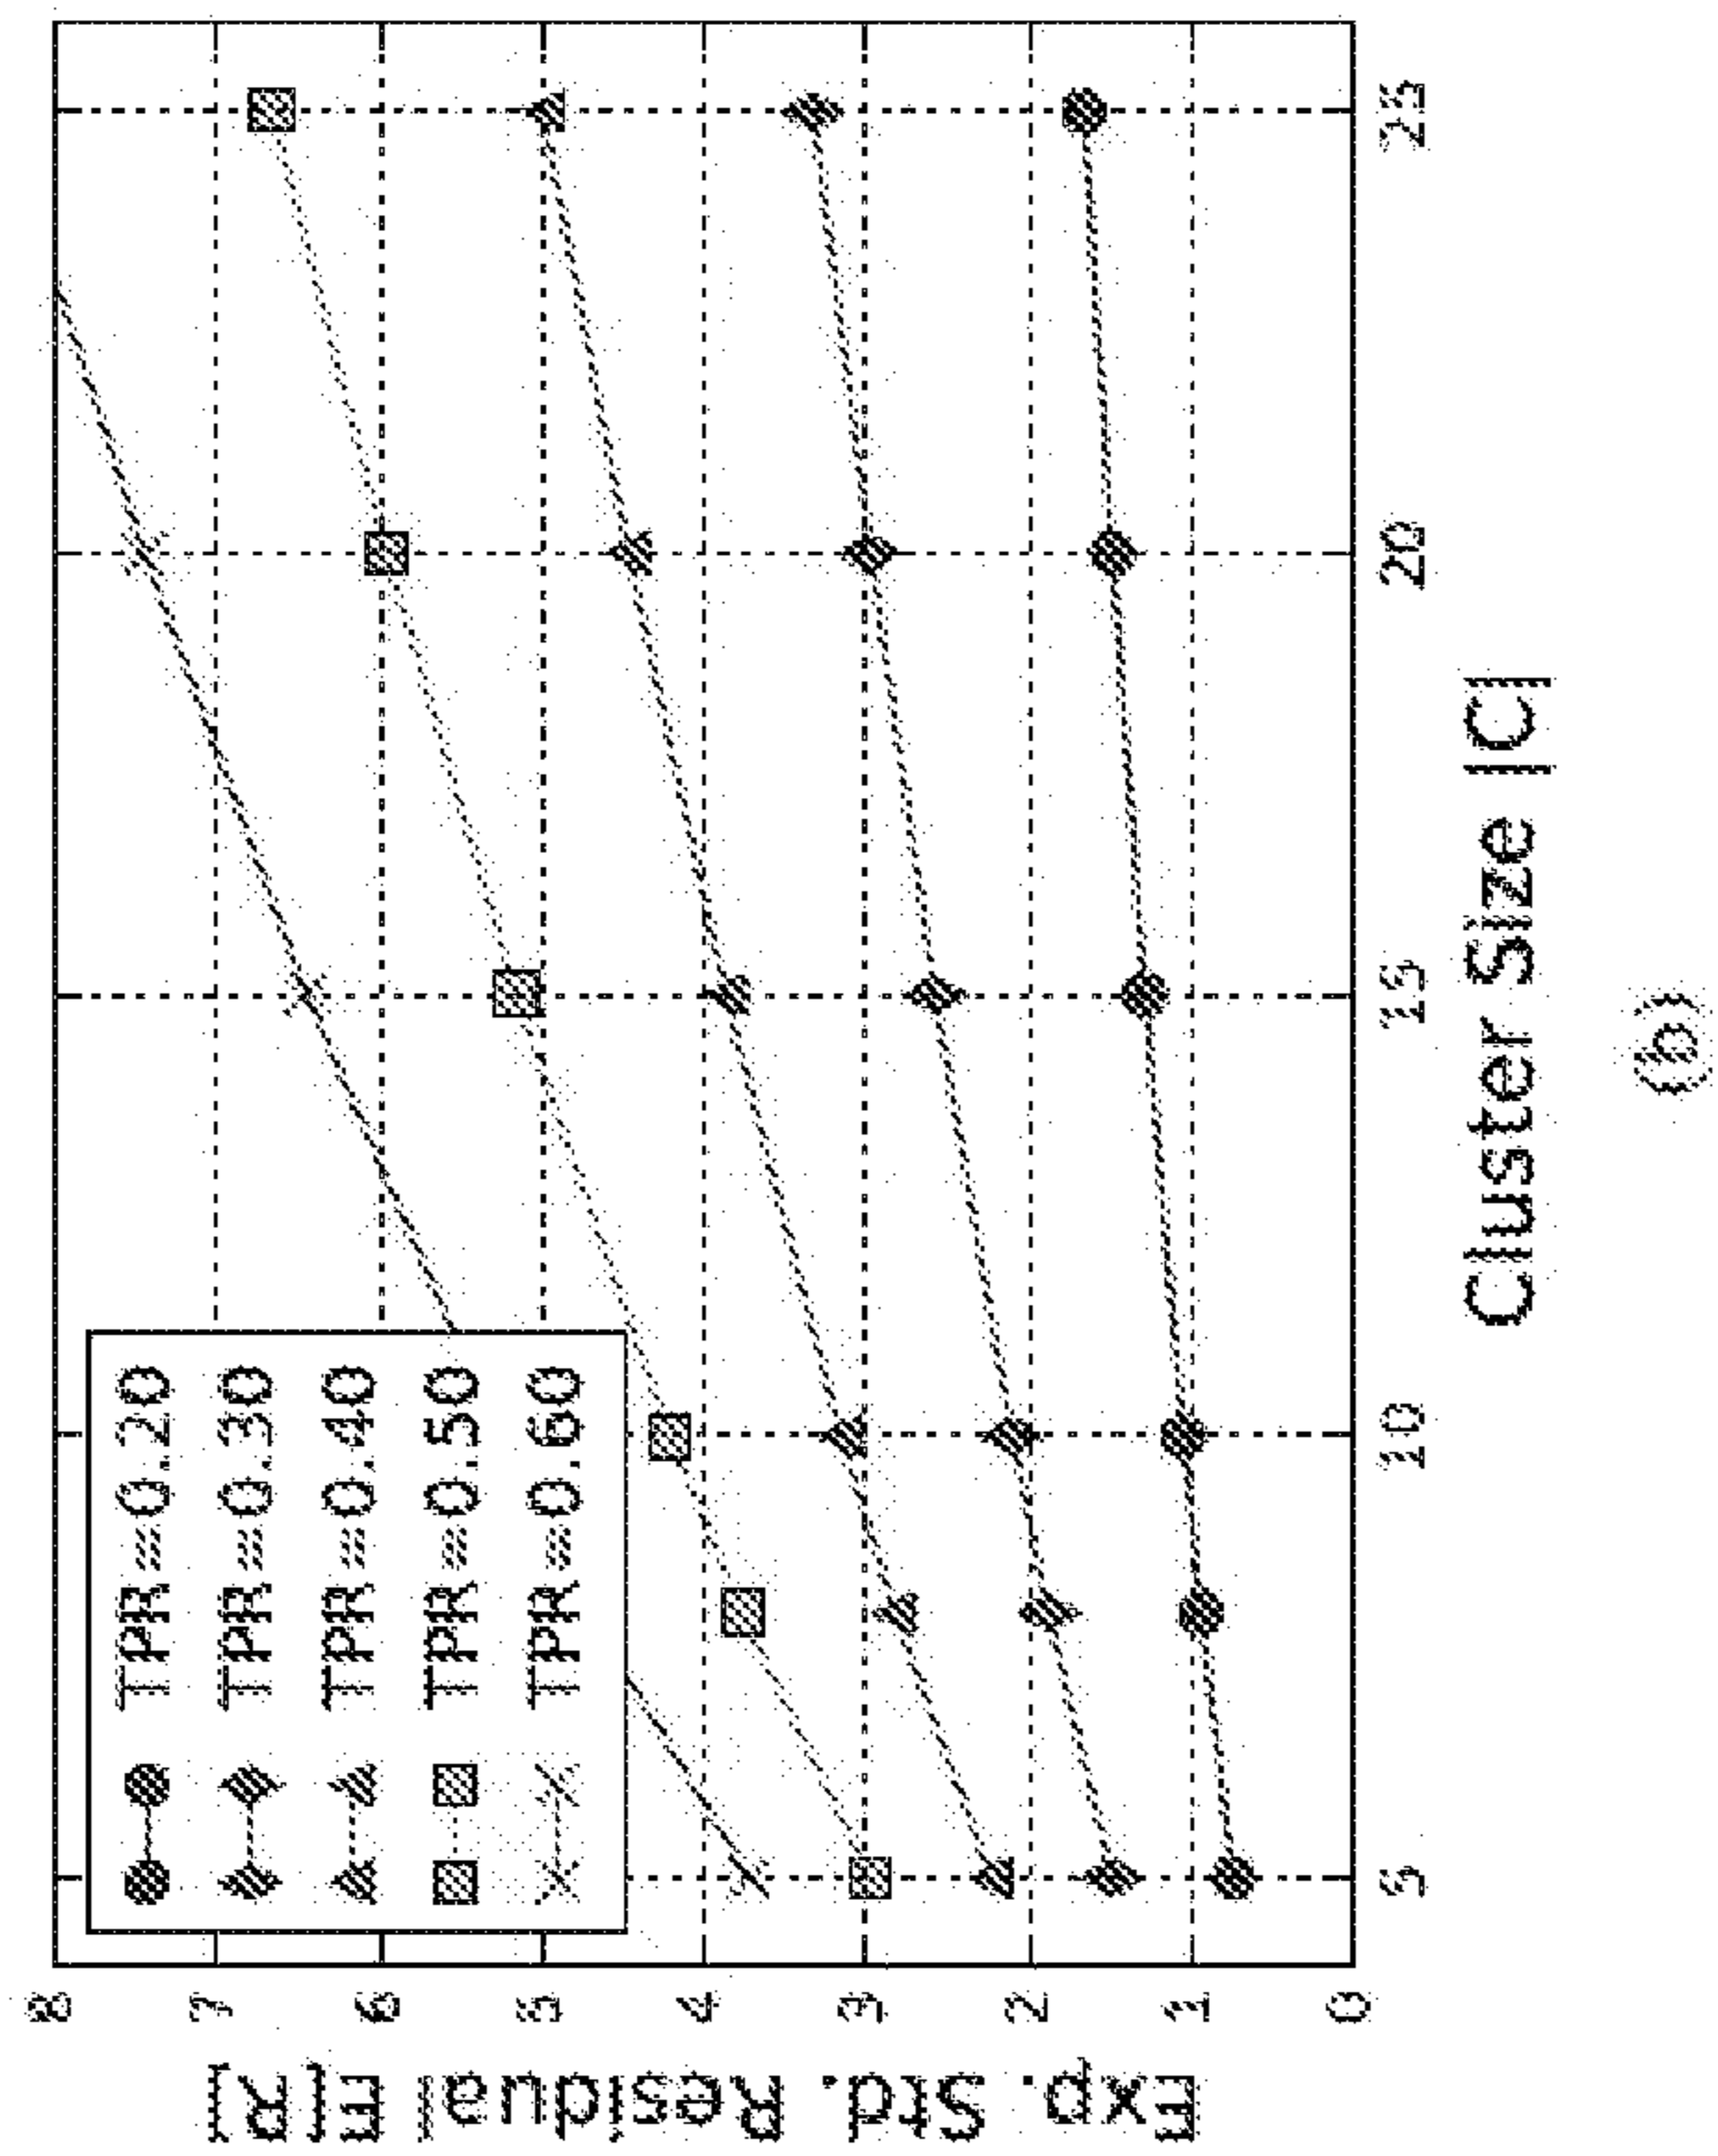 Exp. Std. Residual E[R]
8
7
6
5
4
3
2
1
0
TPR=0.20
TPR=0.30
TPR=0.40
TPR=0.50
TPR=0.60
5
10
15
20
25
Cluster Size |C|
(b)